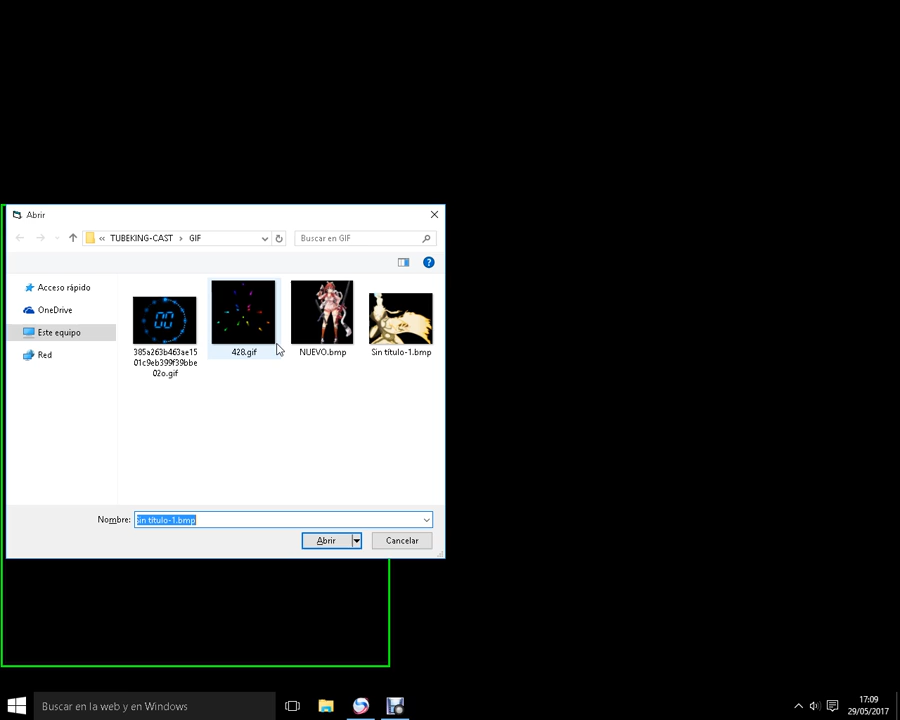 Abrir
« TUBEKING-CAST › GIF
Buscar en GIF
Acceso rápido
OneDrive
Este equipo
Red
385a263b463ae15
01c9eb399f39bbe
02o.gif
428.gif
NUEVO.bmp
Sin título-1.bmp
00
Nombre:
Sin título-1.bmp
Abrir
Cancelar
Buscar en la web y en Windows
17:09
29/05/2017